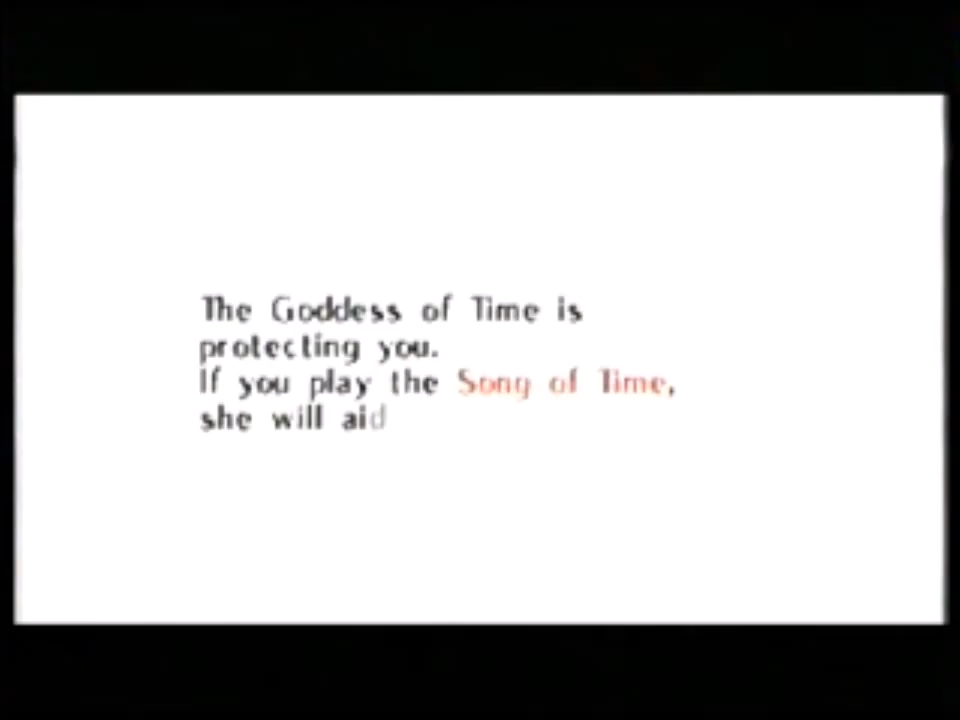 The Goddess of Time is
protecting you.
If you play the Song of Time,
she will aid